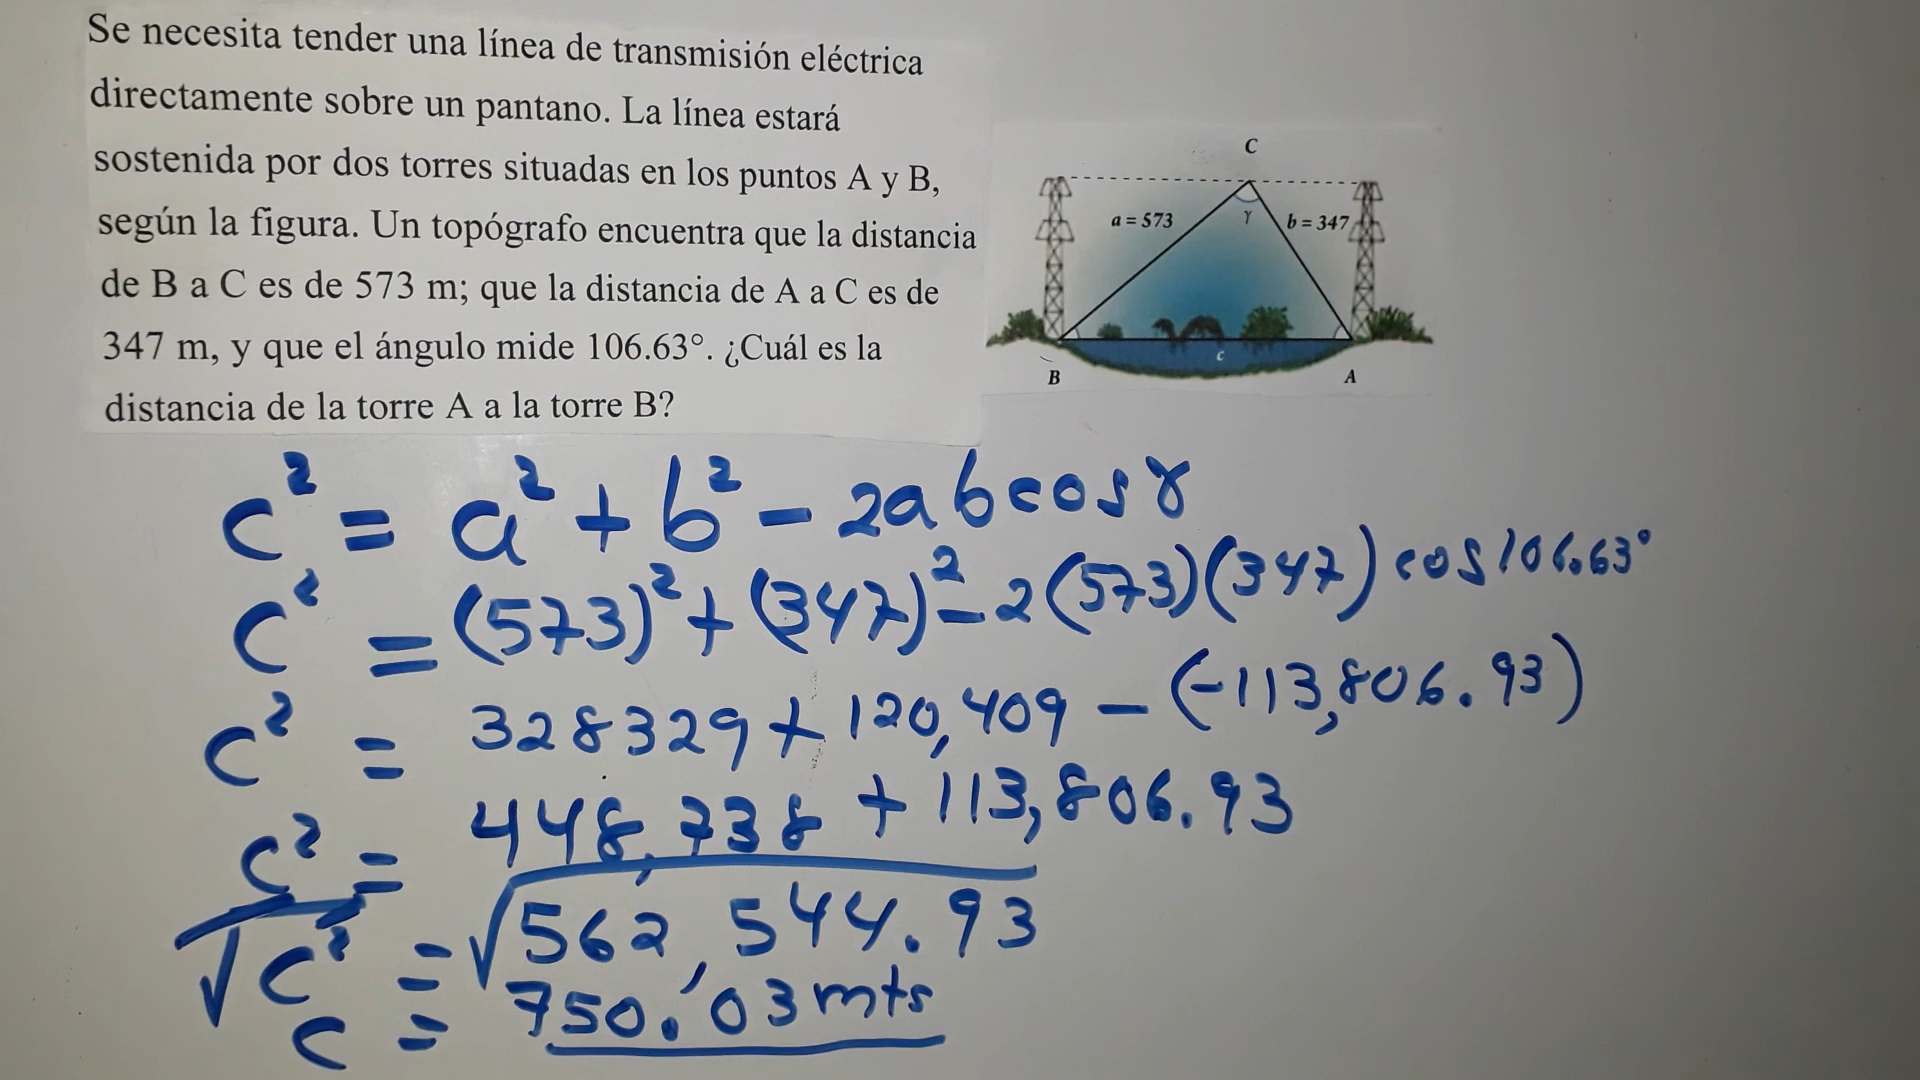 Se necesita tender una línea de transmisión eléctrica
directamente sobre un pantano. La línea estará
sostenida por dos torres situadas en los puntos A y B,
según la figura. Un topógrafo encuentra que la distancia
de B a C es de 573 m; que la distancia de A a C es de
347 m, y que el ángulo mide 106.63°. ¿Cuál es la
distancia de la torre A a la torre B?
C
a = 573
γ
b = 347
c
B
A
c² = a² + b² - 2ab cos γ
c² = (573)² + (347)² - 2(573)(347) cos 106.63°
c² = 328329 + 120,409 - (-113,806.93)
c² = 448,738 + 113,806.93
√c² = √562,544.93
c = 750.03 mts